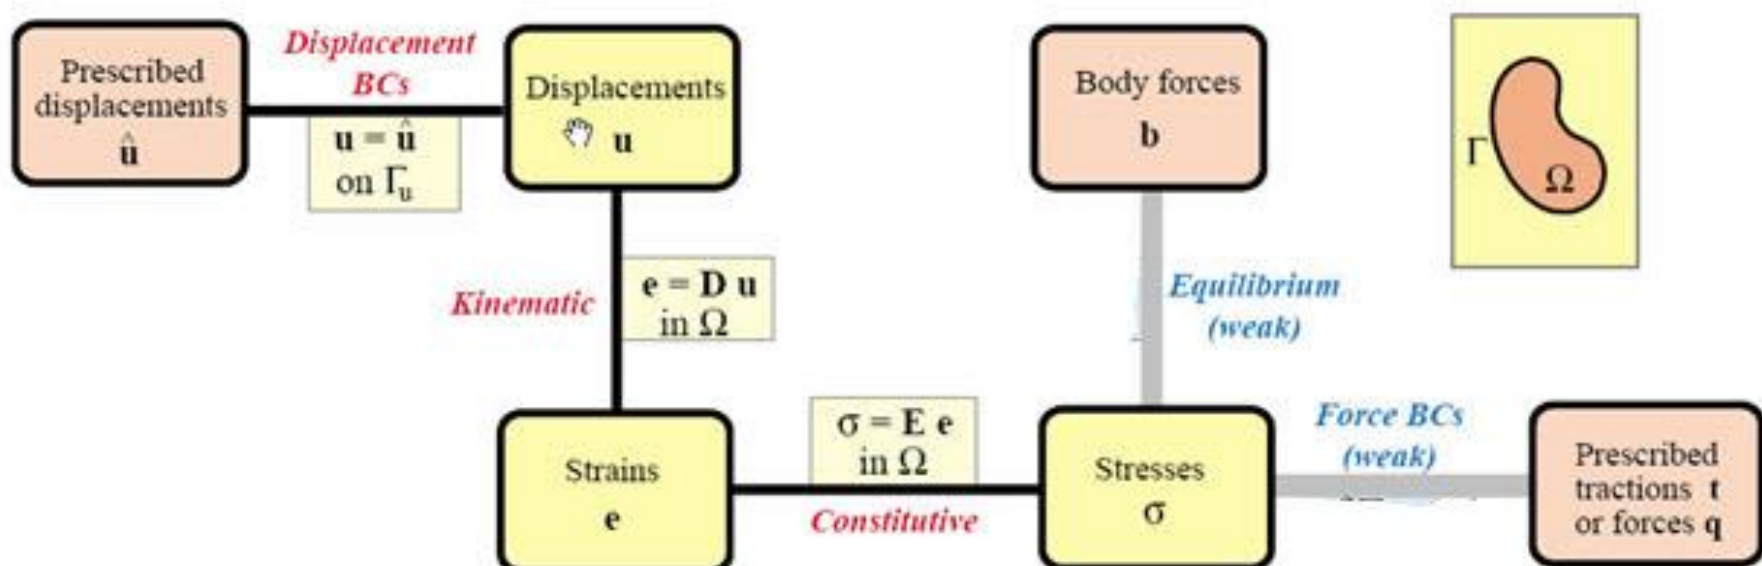 Prescribed
displacements
û
Displacement
BCs
u = û
on Γu
Displacements
u
Body forces
b
Γ
Ω
Kinematic
e = D u
in Ω
Equilibrium
(weak)
Strains
e
σ = E e
in Ω
Constitutive
Stresses
σ
Force BCs
(weak)
Prescribed
tractions t
or forces q